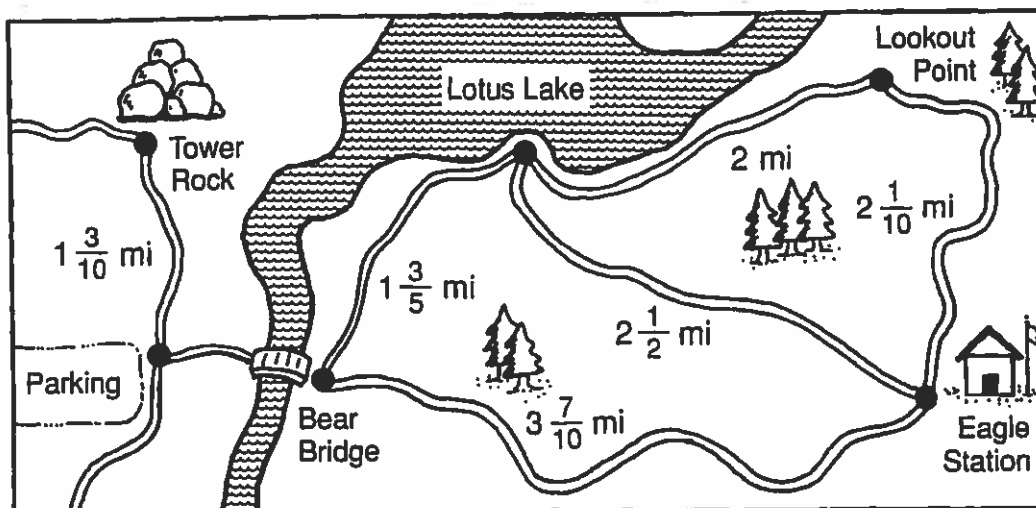 Lotus Lake
Lookout
Point
Tower
Rock
2 mi
2 1/10 mi
1 3/10 mi
1 3/5 mi
2 1/2 mi
Parking
Bear
Bridge
3 7/10 mi
Eagle
Station